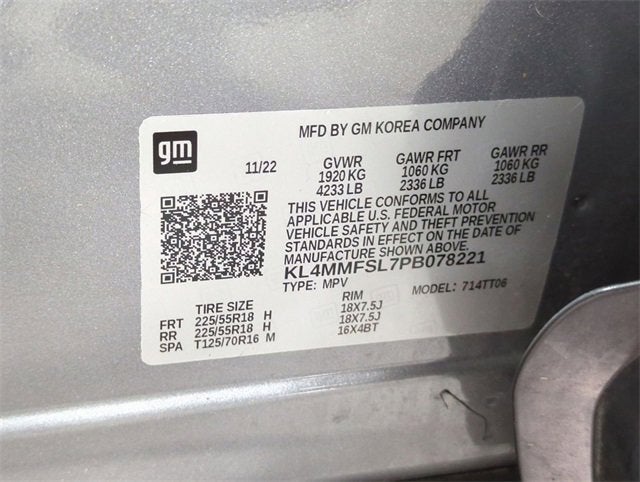 MFD BY GM KOREA COMPANY
gm
11/22
GVWR GAWR FRT GAWR RR
1920 KG 1060 KG 1060 KG
4233 LB 2336 LB 2336 LB
THIS VEHICLE CONFORMS TO ALL
APPLICABLE U.S. FEDERAL MOTOR
VEHICLE SAFETY AND THEFT PREVENTION
STANDARDS IN EFFECT ON THE DATE OF
MANUFACTURE SHOWN ABOVE.
KL4MMFSL7PB078221
TYPE: MPV MODEL: 714TT06
TIRE SIZE RIM
FRT 225/55R18 H 18X7.5J
RR 225/55R18 H 18X7.5J
SPA T125/70R16 M 16X4BT